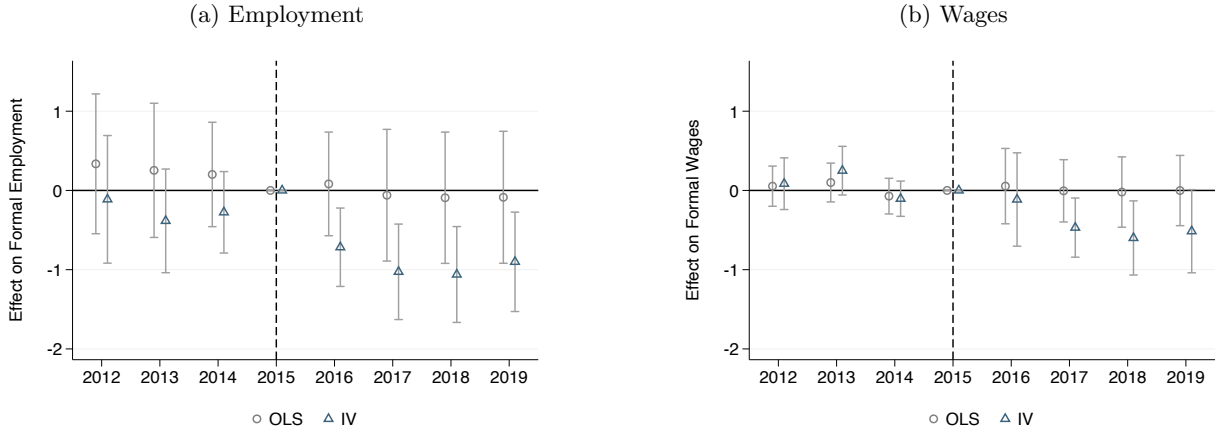 (a) Employment
Effect on Formal Employment
1
0
-1
-2
2012 2013 2014 2015 2016 2017 2018 2019
OLS IV
(b) Wages
Effect on Formal Wages
1
0
-1
-2
2012 2013 2014 2015 2016 2017 2018 2019
OLS IV